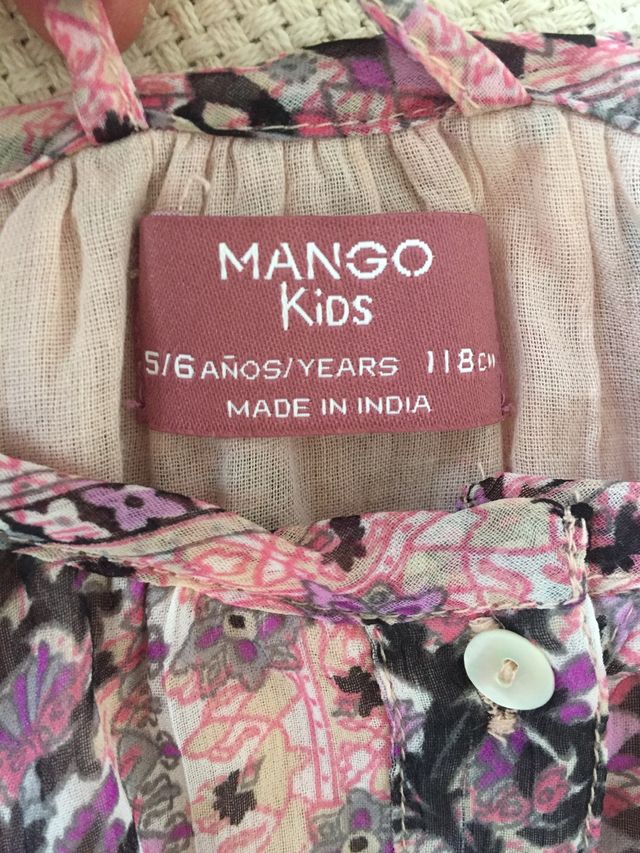 MANGO
KiDS
5/6 AÑOS/YEARS 118CM
MADE IN INDIA